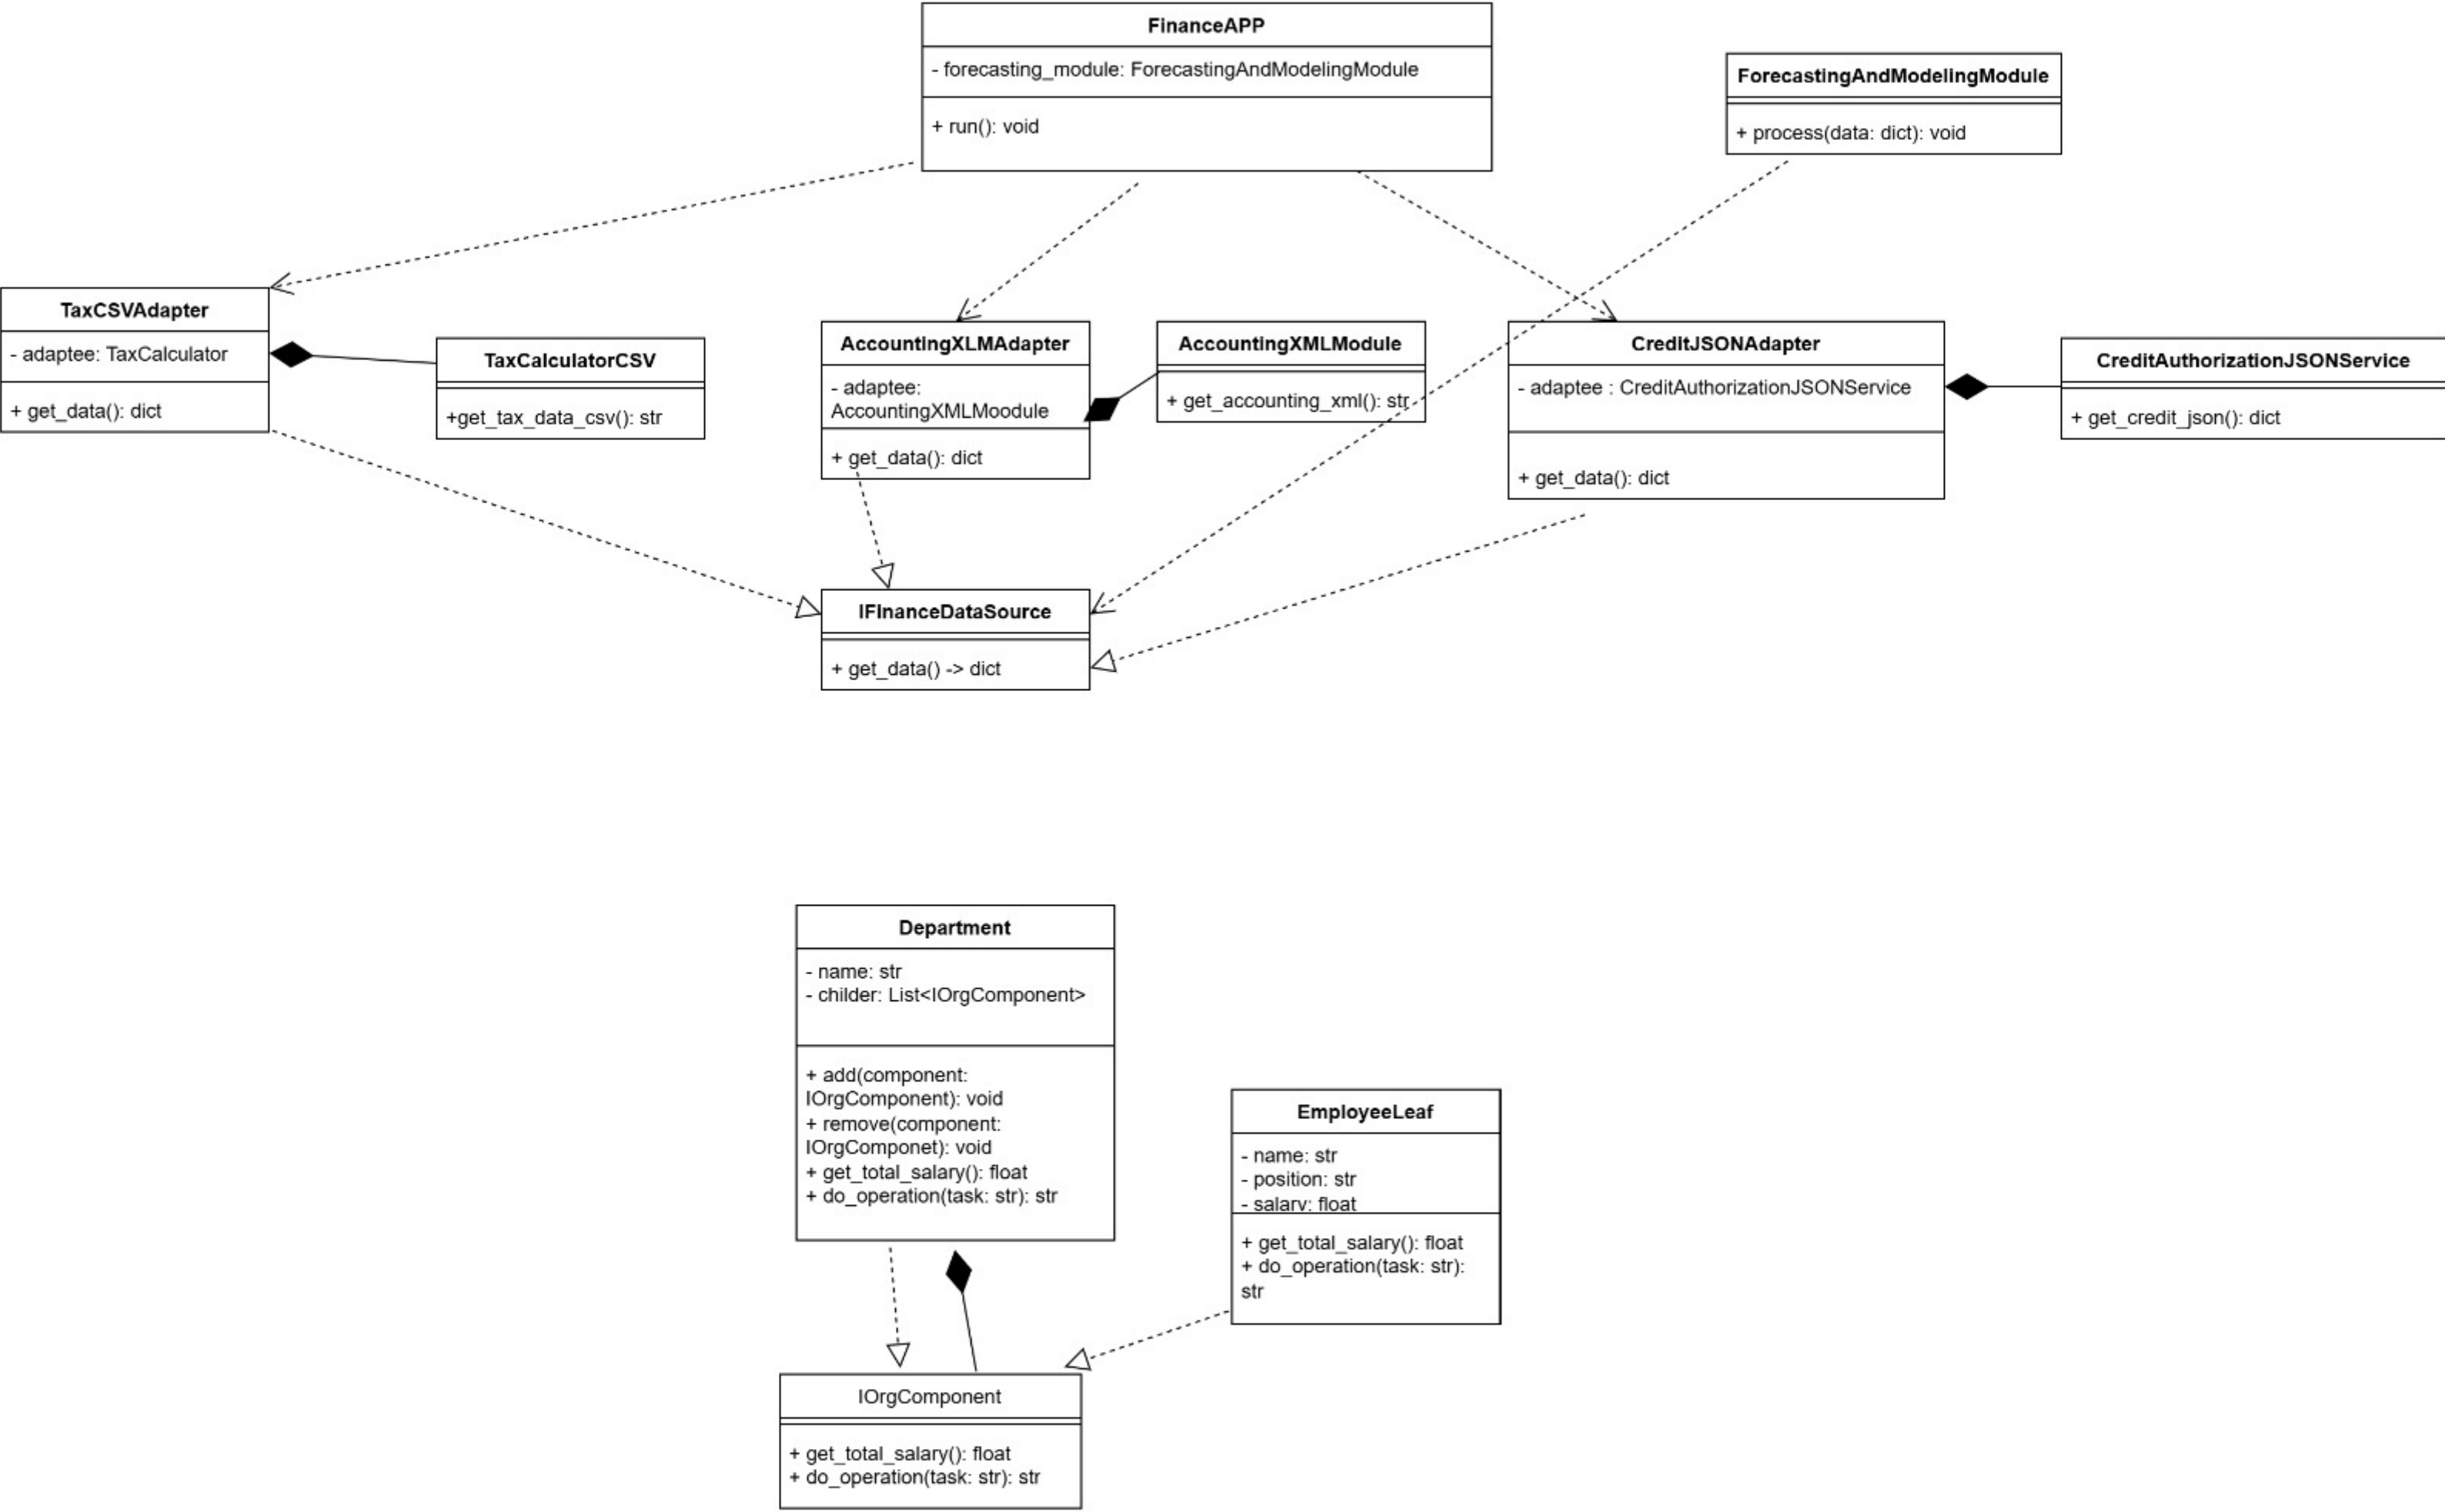 FinanceAPP
- forecasting_module: ForecastingAndModelingModule
+ run(): void
ForecastingAndModelingModule
+ process(data: dict): void
TaxCSVAdapter
- adaptee: TaxCalculator
+ get_data(): dict
TaxCalculatorCSV
+get_tax_data_csv(): str
AccountingXLMAdapter
- adaptee:
AccountingXMLMoodule
+ get_data(): dict
AccountingXMLModule
+ get_accounting_xml(): str
CreditJSONAdapter
- adaptee : CreditAuthorizationJSONService
+ get_data(): dict
CreditAuthorizationJSONService
+ get_credit_json(): dict
IFInanceDataSource
+ get_data() -> dict
Department
- name: str
- childer: List<IOrgComponent>
+ add(component:
IOrgComponent): void
+ remove(component:
IOrgComponet): void
+ get_total_salary(): float
+ do_operation(task: str): str
EmployeeLeaf
- name: str
- position: str
- salary: float
+ get_total_salary(): float
+ do_operation(task: str):
str
IOrgComponent
+ get_total_salary(): float
+ do_operation(task: str): str